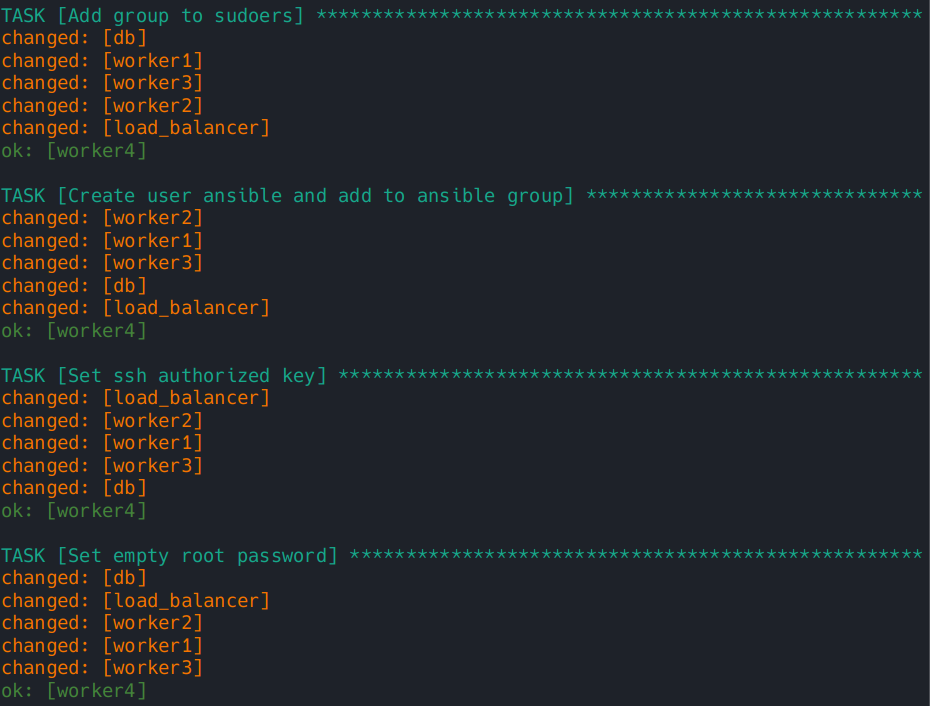 TASK [Add group to sudoers] ******************************************************
changed: [db]
changed: [worker1]
changed: [worker3]
changed: [worker2]
changed: [load_balancer]
ok: [worker4]

TASK [Create user ansible and add to ansible group] ******************************
changed: [worker2]
changed: [worker1]
changed: [worker3]
changed: [db]
changed: [load_balancer]
ok: [worker4]

TASK [Set ssh authorized key] ****************************************************
changed: [load_balancer]
changed: [worker2]
changed: [worker1]
changed: [worker3]
changed: [db]
ok: [worker4]

TASK [Set empty root password] ***************************************************
changed: [db]
changed: [load_balancer]
changed: [worker2]
changed: [worker1]
changed: [worker3]
ok: [worker4]